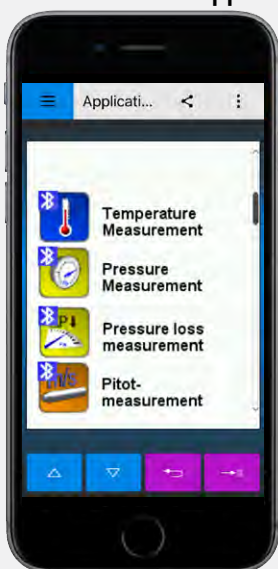 Applicati...
Temperature
Measurement
Pressure
Measurement
P
Pressure loss
measurement
m/s
Pitot-
measurement